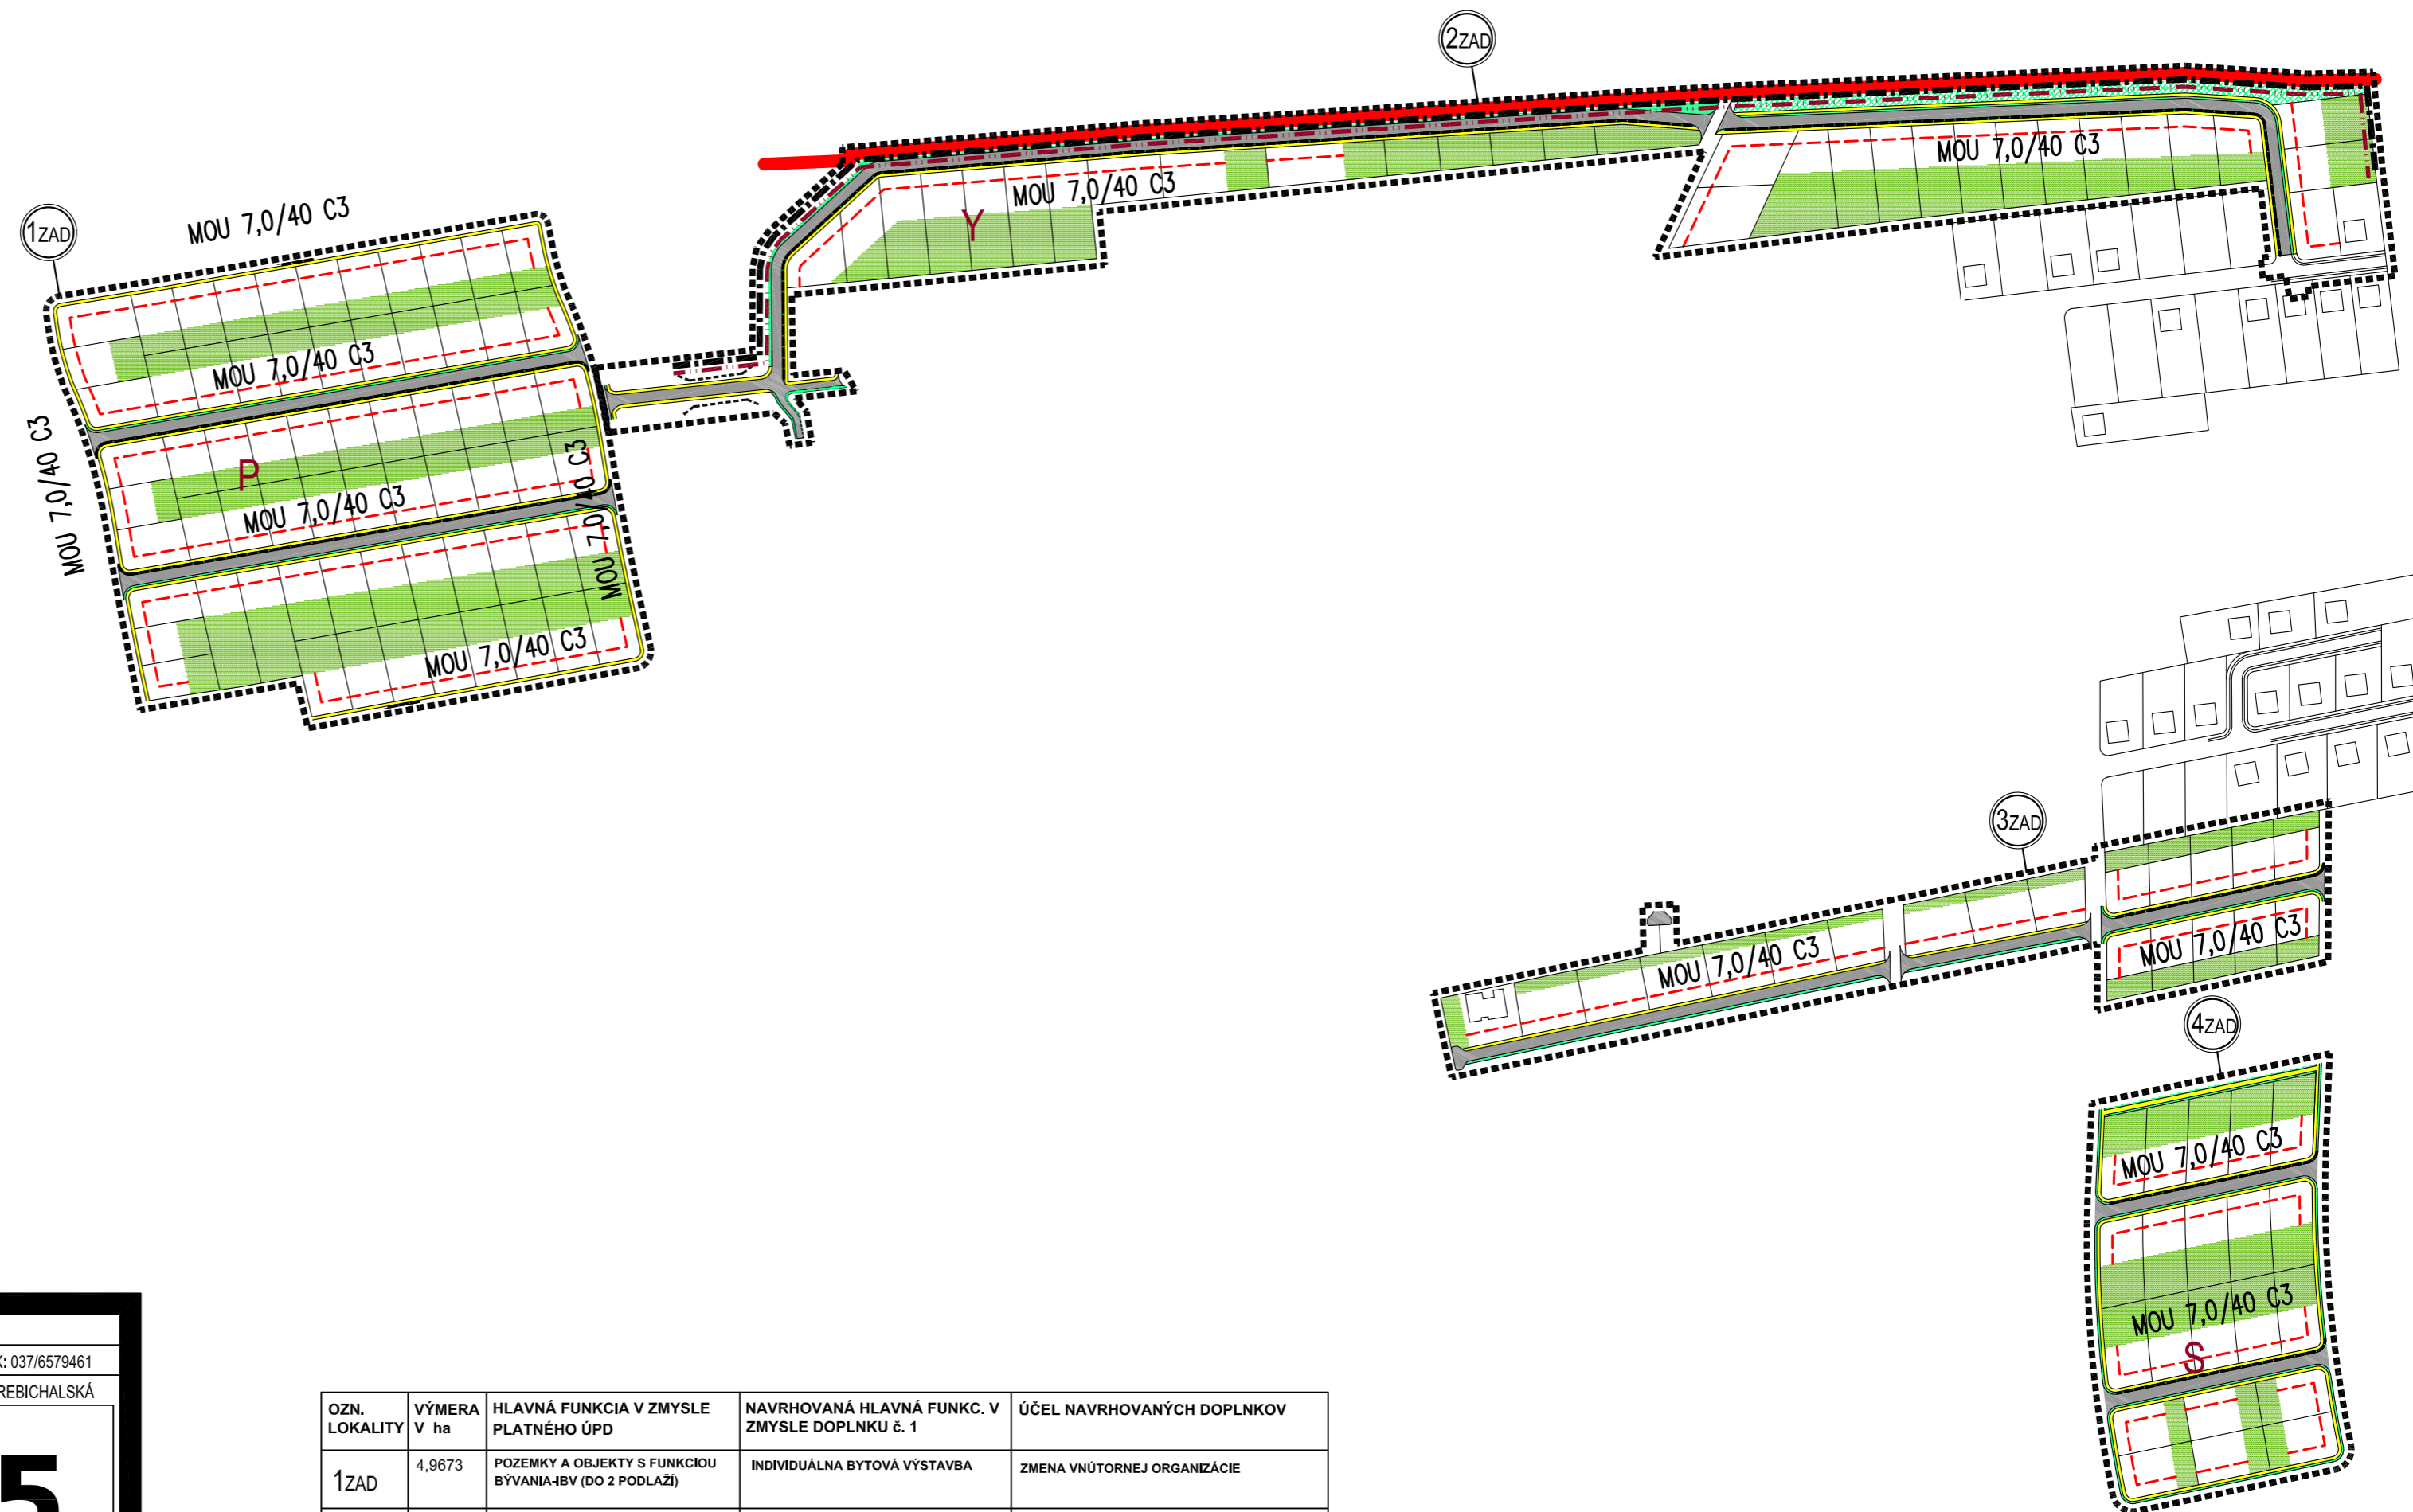 2ZAD
1ZAD
MOU 7,0/40 C3
MOU 7,0/40 C3
MOU 7,0/40 C3
Y
MOU 7,0/40 C3
MOU 7,0/40 C3
P
MOU 7,0/40 C3
MOU 7,0/40 C3
MOU 7,0/40 C3
3ZAD
MOU 7,0/40 C3
MOU 7,0/40 C3
4ZAD
MOU 7,0/40 C3
MOU 7,0/40 C3
S
: 037/6579461
REBICHALSKÁ
5
OZN. LOKALITY
VÝMERA V ha
HLAVNÁ FUNKCIA V ZMYSLE PLATNÉHO ÚPD
NAVRHOVANÁ HLAVNÁ FUNKC. V ZMYSLE DOPLNKU č. 1
ÚČEL NAVRHOVANÝCH DOPLNKOV
1ZAD
4,9673
POZEMKY A OBJEKTY S FUNKCIOU BÝVANIA-IBV (DO 2 PODLAŽÍ)
INDIVIDUÁLNA BYTOVÁ VÝSTAVBA
ZMENA VNÚTORNEJ ORGANIZÁCIE